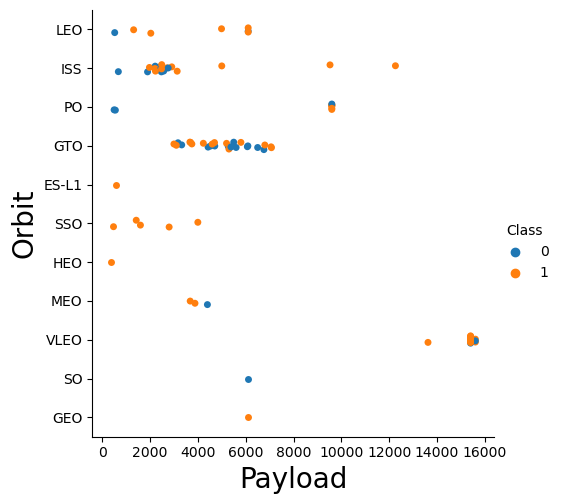 LEO
ISS
PO
GTO
ES-L1
SSO
HEO
MEO
VLEO
SO
GEO
Orbit
0 2000 4000 6000 8000 10000 12000 14000 16000
Payload
Class
0
1